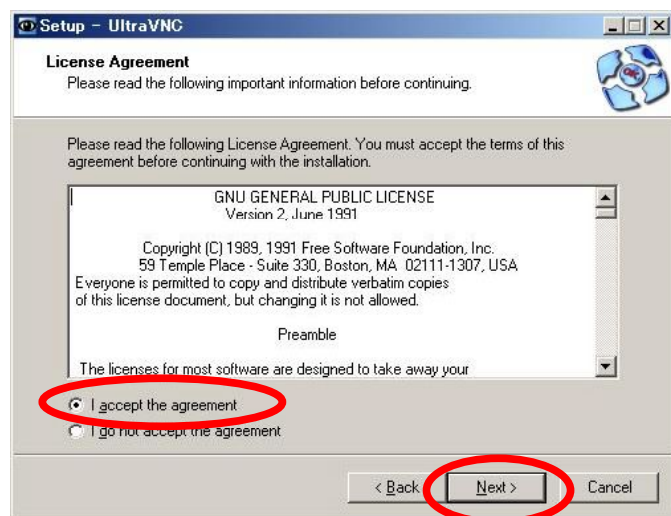 Setup - UltraVNC
License Agreement
Please read the following important information before continuing.
Please read the following License Agreement. You must accept the terms of this
agreement before continuing with the installation.
GNU GENERAL PUBLIC LICENSE
Version 2, June 1991
Copyright (C) 1989, 1991 Free Software Foundation, Inc.
59 Temple Place - Suite 330, Boston, MA  02111-1307, USA
Everyone is permitted to copy and distribute verbatim copies
of this license document, but changing it is not allowed.
Preamble
The licenses for most software are designed to take away your
I accept the agreement
I do not accept the agreement
< Back
Next >
Cancel